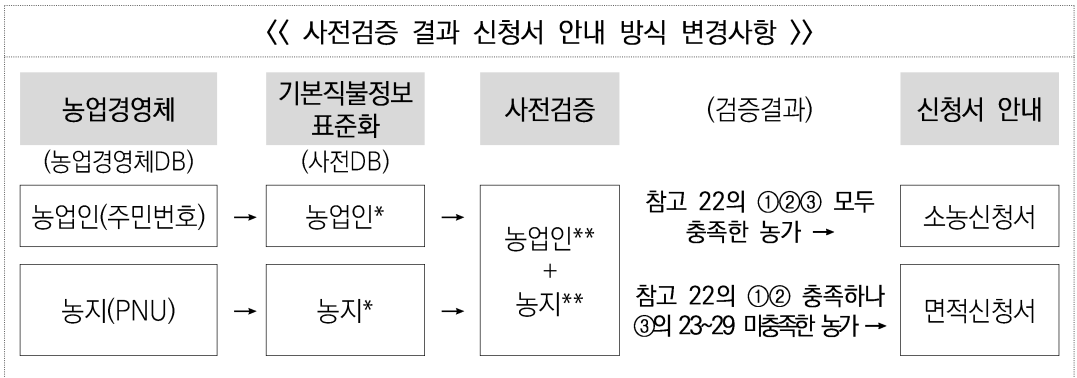 ≪ 사전검증 결과 신청서 안내 방식 변경사항 ≫
농업경영체
(농업경영체DB)
기본직불정보
표준화
(사전DB)
사전검증
(검증결과)
신청서 안내
농업인(주민번호) → 농업인* →
농지(PNU) → 농지* →
농업인**
+
농지**
참고 22의 ①②③ 모두
충족한 농가 →
소농신청서
참고 22의 ①② 충족하나
③의 23~29 미충족한 농가 →
면적신청서